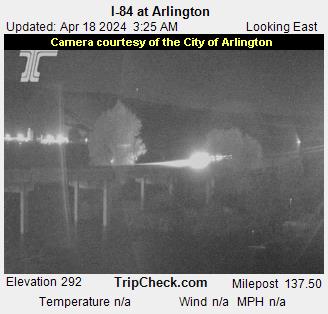 I-84 at Arlington
Updated: Apr 18 2024 3:25 AM Looking East
Camera courtesy of the City of Arlington
Elevation 292 TripCheck.com Milepost 137.50
Temperature n/a Wind n/a MPH n/a